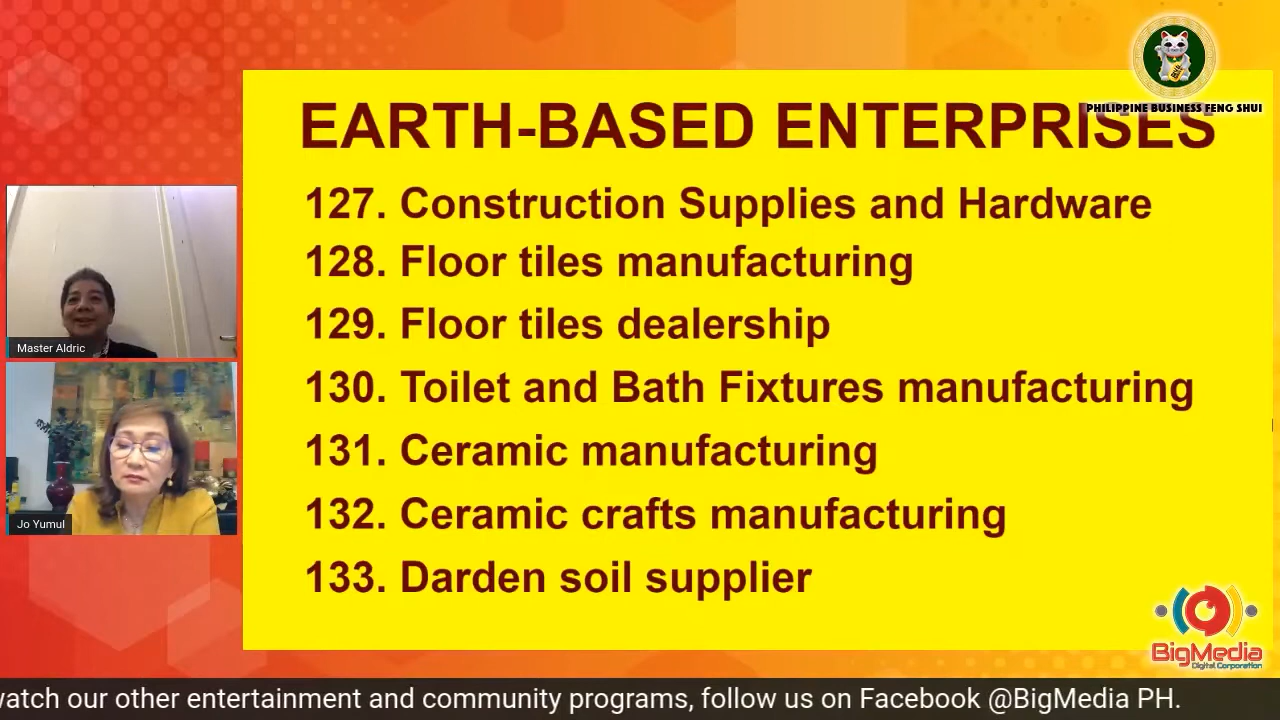 PHILIPPINE BUSINESS FENG SHUI
EARTH-BASED ENTERPRISES
127. Construction Supplies and Hardware
128. Floor tiles manufacturing
129. Floor tiles dealership
130. Toilet and Bath Fixtures manufacturing
131. Ceramic manufacturing
132. Ceramic crafts manufacturing
133. Darden soil supplier
Master Aldric
Jo Yumul
BigMedia
Digital Corporation
watch our other entertainment and community programs, follow us on Facebook @BigMedia PH.